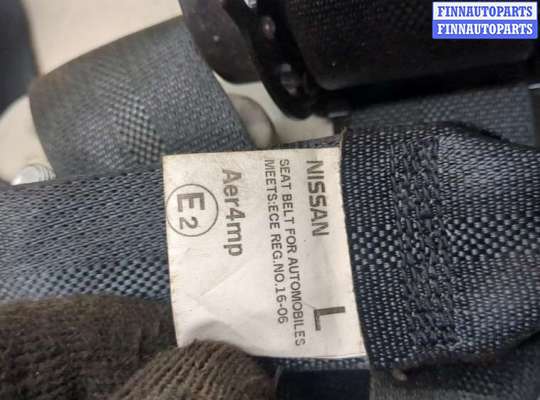 FINNAUTOPARTS
FINNAUTOPARTS
NISSAN L
SEAT BELT FOR AUTOMOBILES
MEETS:ECE REG.NO.16-06
Aer4mp
E2